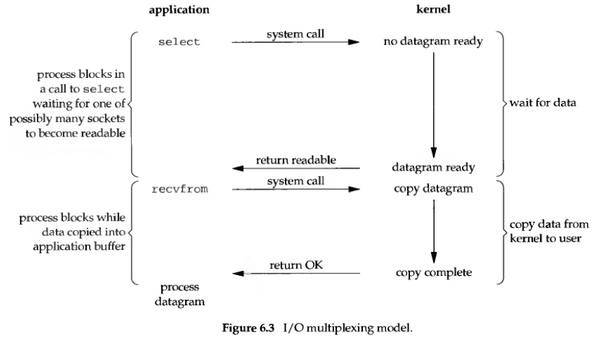 application
kernel
select
system call
no datagram ready
process blocks in
a call to select
waiting for one of
possibly many sockets
to become readable
wait for data
return readable
datagram ready
recvfrom
system call
copy datagram
process blocks while
data copied into
application buffer
copy data from
kernel to user
return OK
copy complete
process
datagram
Figure 6.3 I/O multiplexing model.